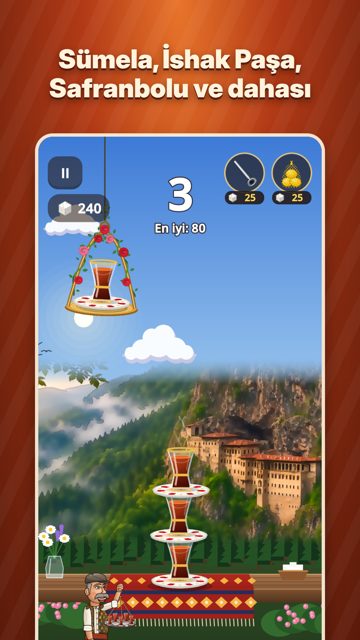 Sümela, İshak Paşa,
Safranbolu ve dahası
240
3
En iyi: 80
25
25